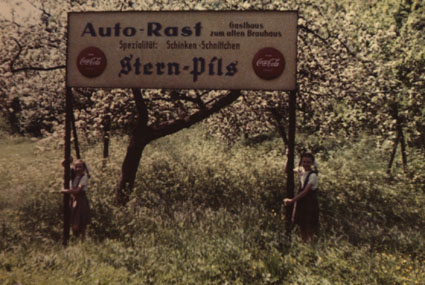 Auto-Rast Gasthaus
zum alten Brauhaus
Spezialität: Schinken-Schnittchen
Coca-Cola Stern-Pils Coca-Cola